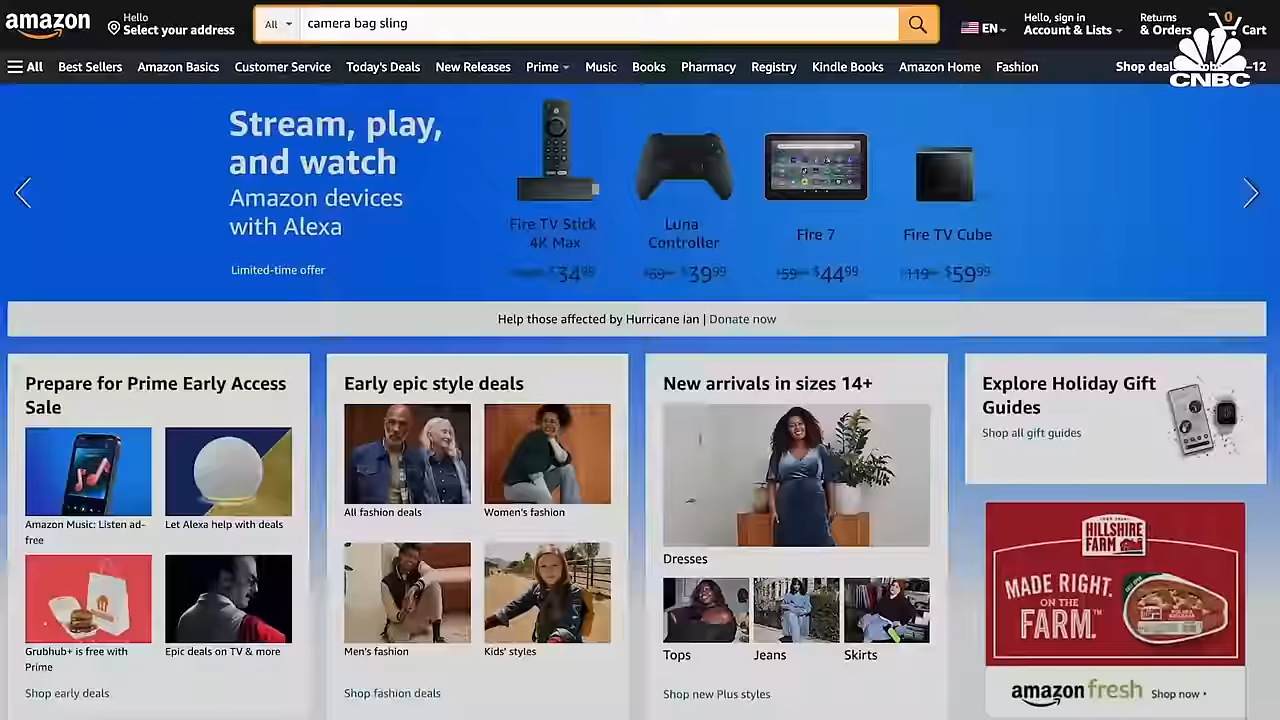 amazon
Hello
Select your address
All
camera bag sling
EN
Hello, sign in
Account & Lists
Returns
& Orders
0
Cart
All
Best Sellers
Amazon Basics
Customer Service
Today's Deals
New Releases
Prime
Music
Books
Pharmacy
Registry
Kindle Books
Amazon Home
Fashion
Shop
CNBC
Stream, play,
and watch
Amazon devices
with Alexa
Limited-time offer
Fire TV Stick
4K Max
$34.99
Luna
Controller
$39.99
Fire 7
$44.99
Fire TV Cube
$59.99
Help those affected by Hurricane Ian | Donate now
Prepare for Prime Early Access
Sale
Amazon Music: Listen ad-
free
Let Alexa help with deals
Grubhub+ is free with
Prime
Epic deals on TV & more
Shop early deals
Early epic style deals
All fashion deals
Women's fashion
Men's fashion
Kids' styles
Shop fashion deals
New arrivals in sizes 14+
Dresses
Tops
Jeans
Skirts
Shop new Plus styles
Explore Holiday Gift
Guides
Shop all gift guides
HILLSHIRE
FARM
MADE RIGHT.
ON THE
FARM.™
amazon fresh Shop now